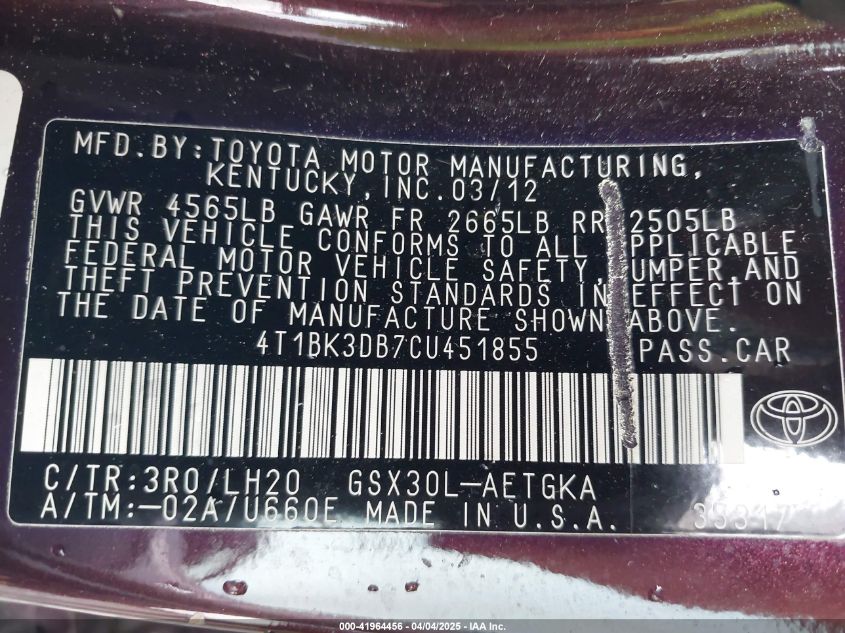 MFD.BY:TOYOTA MOTOR MANUFACTURING,
KENTUCKY,INC.03/12
GVWR 4565LB GAWR FR 2665LB RR 2505LB
THIS VEHICLE CONFORMS TO ALL APPLICABLE
FEDERAL MOTOR VEHICLE SAFETY, BUMPER,AND
THEFT PREVENTION STANDARDS IN EFFECT ON
THE DATE OF MANUFACTURE SHOWN ABOVE.
4T1BK3DB7CU451855 PASS.CAR
C/TR:3R0/LH20 GSX30L-AETGKA
A/TM:-02A/U660E MADE IN U.S.A.
000-41964456 - 04/04/2025 - IAA Inc.